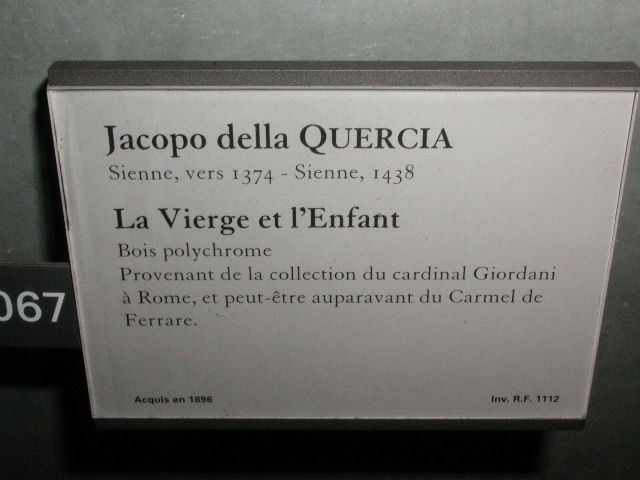 Jacopo della QUERCIA
Sienne, vers 1374 - Sienne, 1438
La Vierge et l'Enfant
Bois polychrome
Provenant de la collection du cardinal Giordani
à Rome, et peut-être auparavant du Carmel de
Ferrare.
067
Acquis en 1896
Inv. R.F. 1112